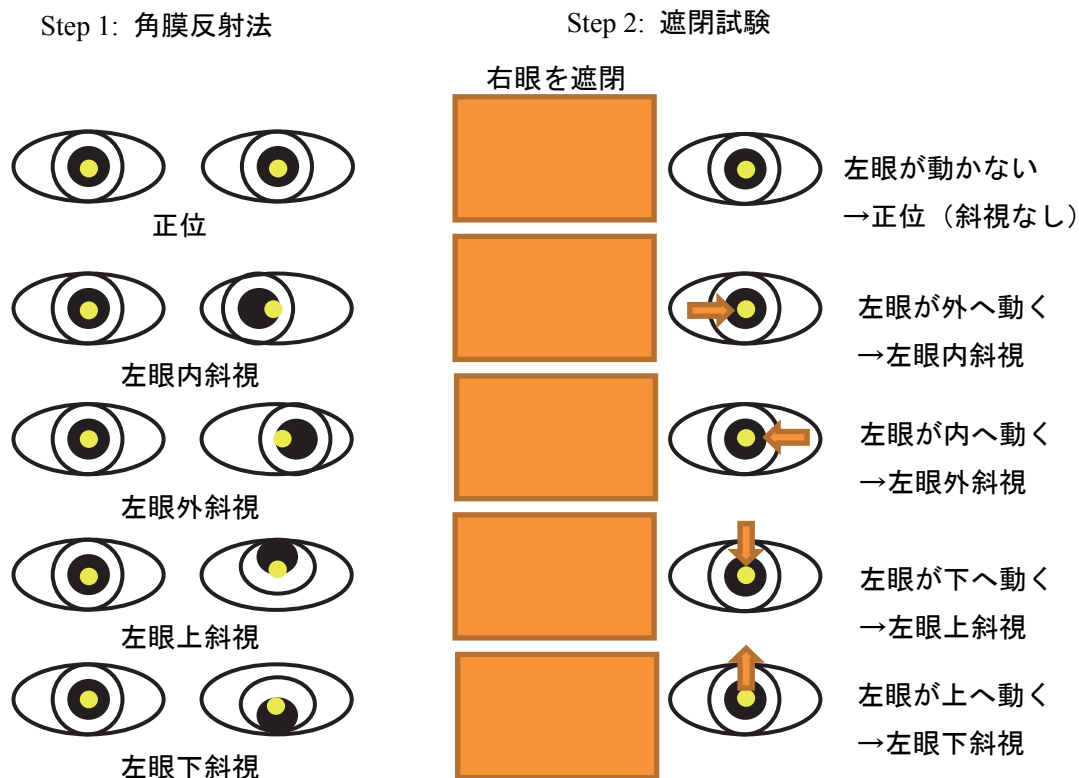 Step 1: 角膜反射法
Step 2: 遮閉試験
右眼を遮閉
正位
左眼が動かない
→正位（斜視なし）
左眼内斜視
左眼が外へ動く
→左眼内斜視
左眼外斜視
左眼が内へ動く
→左眼外斜視
左眼上斜視
左眼が下へ動く
→左眼上斜視
左眼下斜視
左眼が上へ動く
→左眼下斜視